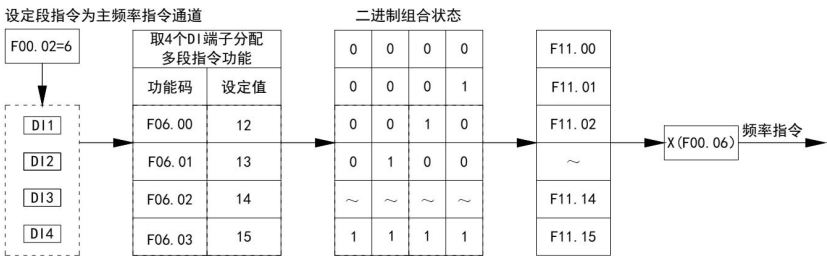 设定段指令为主频率指令通道
二进制组合状态
F00.02=6
取4个DI端子分配
多段指令功能
功能码 设定值
DI1
DI2
DI3
DI4
F06.00 12
F06.01 13
F06.02 14
F06.03 15
0 0 0 0
0 0 0 1
0 0 1 0
0 1 0 0
～ ～ ～ ～
1 1 1 1
F11.00
F11.01
F11.02
～
F11.14
F11.15
X(F00.06)
频率指令